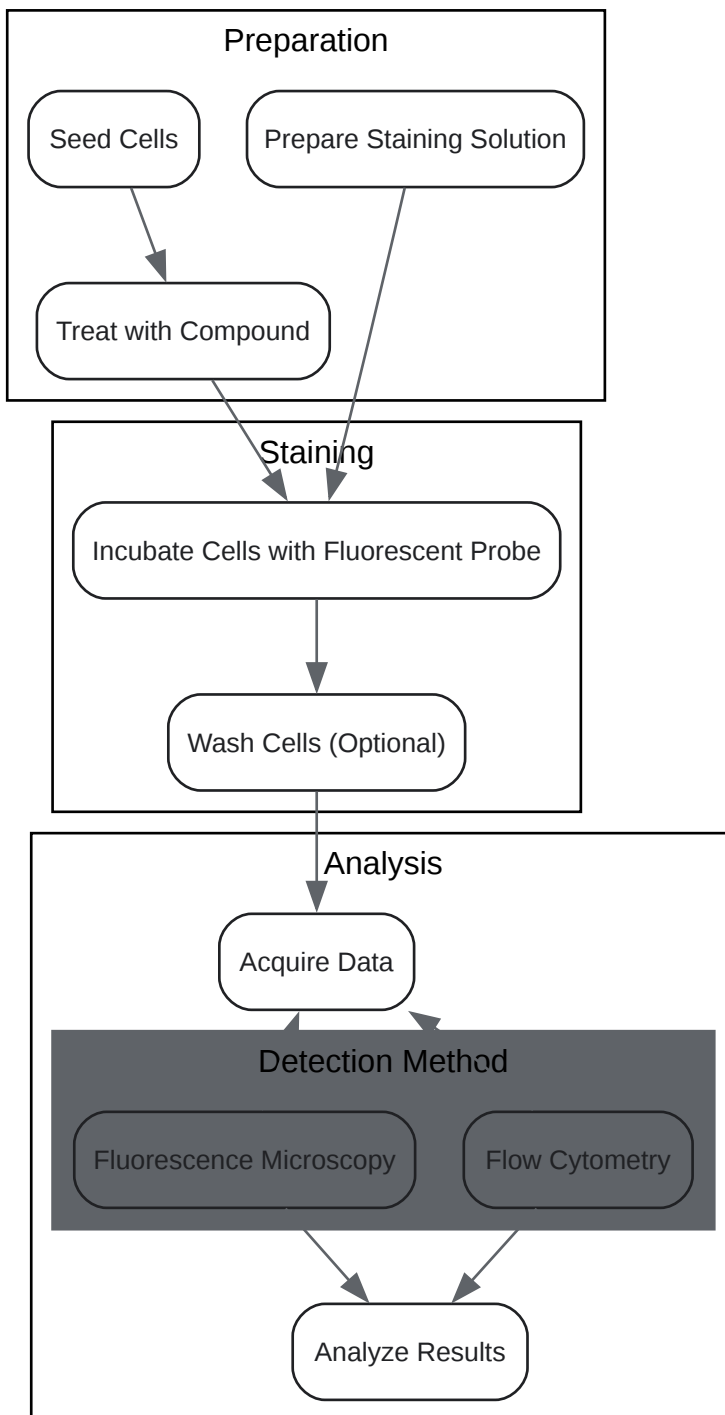 Preparation
Seed Cells
Prepare Staining Solution
Treat with Compound
Staining
Incubate Cells with Fluorescent Probe
Wash Cells (Optional)
Analysis
Acquire Data
Detection Method
Fluorescence Microscopy
Flow Cytometry
Analyze Results